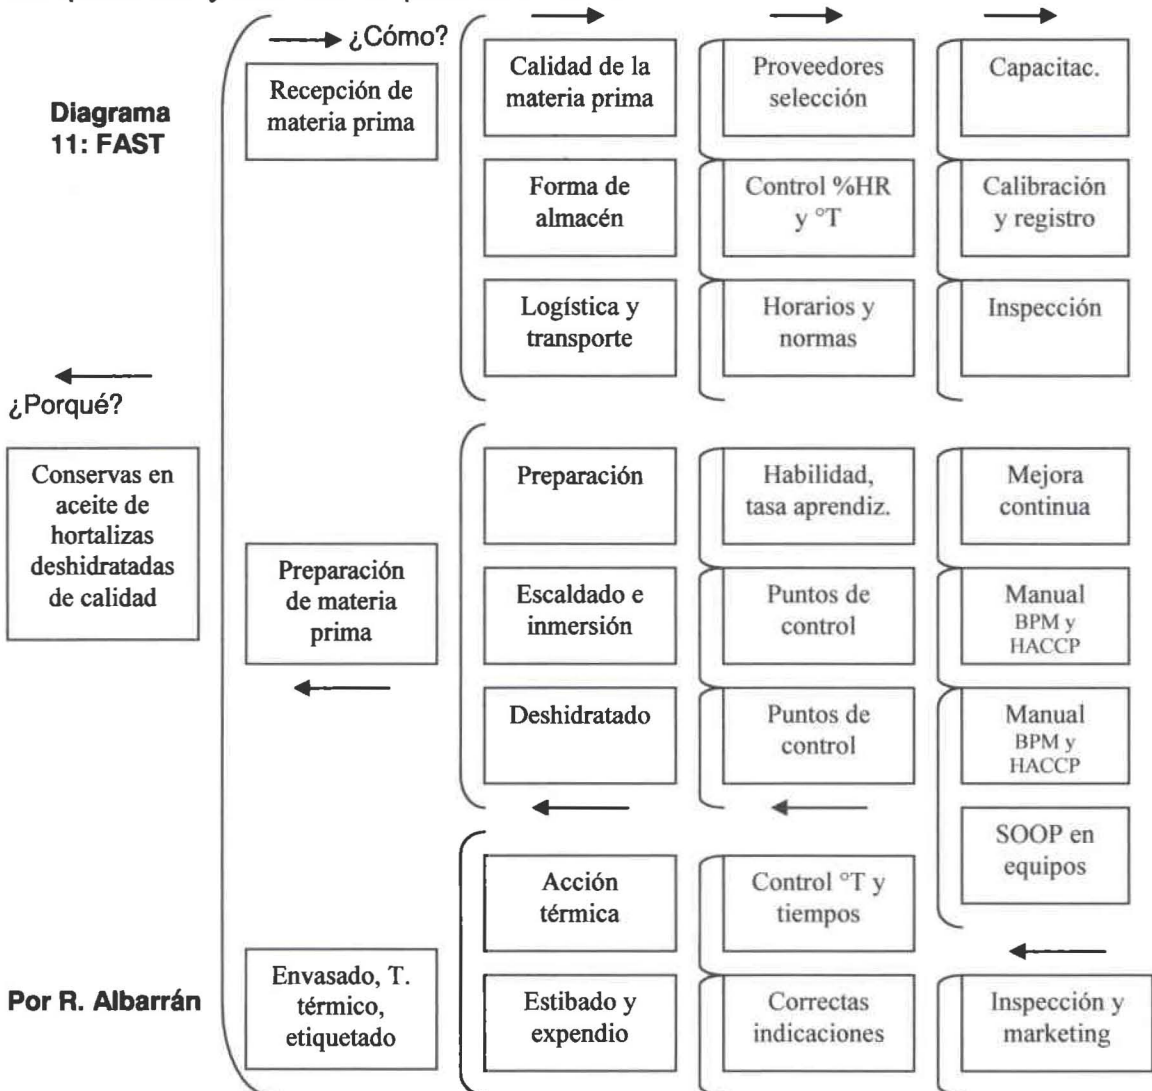 ¿Cómo?
Diagrama
11: FAST
Recepción de
materia prima
Calidad de la
materia prima
Proveedores
selección
Capacitac.
Forma de
almacén
Control %HR
y °T
Calibración
y registro
Logística y
transporte
Horarios y
normas
Inspección
¿Porqué?
Conservas en
aceite de
hortalizas
deshidratadas
de calidad
Preparación
de materia
prima
Preparación
Habilidad,
tasa aprendiz.
Mejora
continua
Escaldado e
inmersión
Puntos de
control
Manual
BPM y
HACCP
Deshidratado
Puntos de
control
Manual
BPM y
HACCP
SOOP en
equipos
Acción
térmica
Control °T y
tiempos
Por R. Albarrán
Envasado, T.
térmico,
etiquetado
Estibado y
expendio
Correctas
indicaciones
Inspección y
marketing